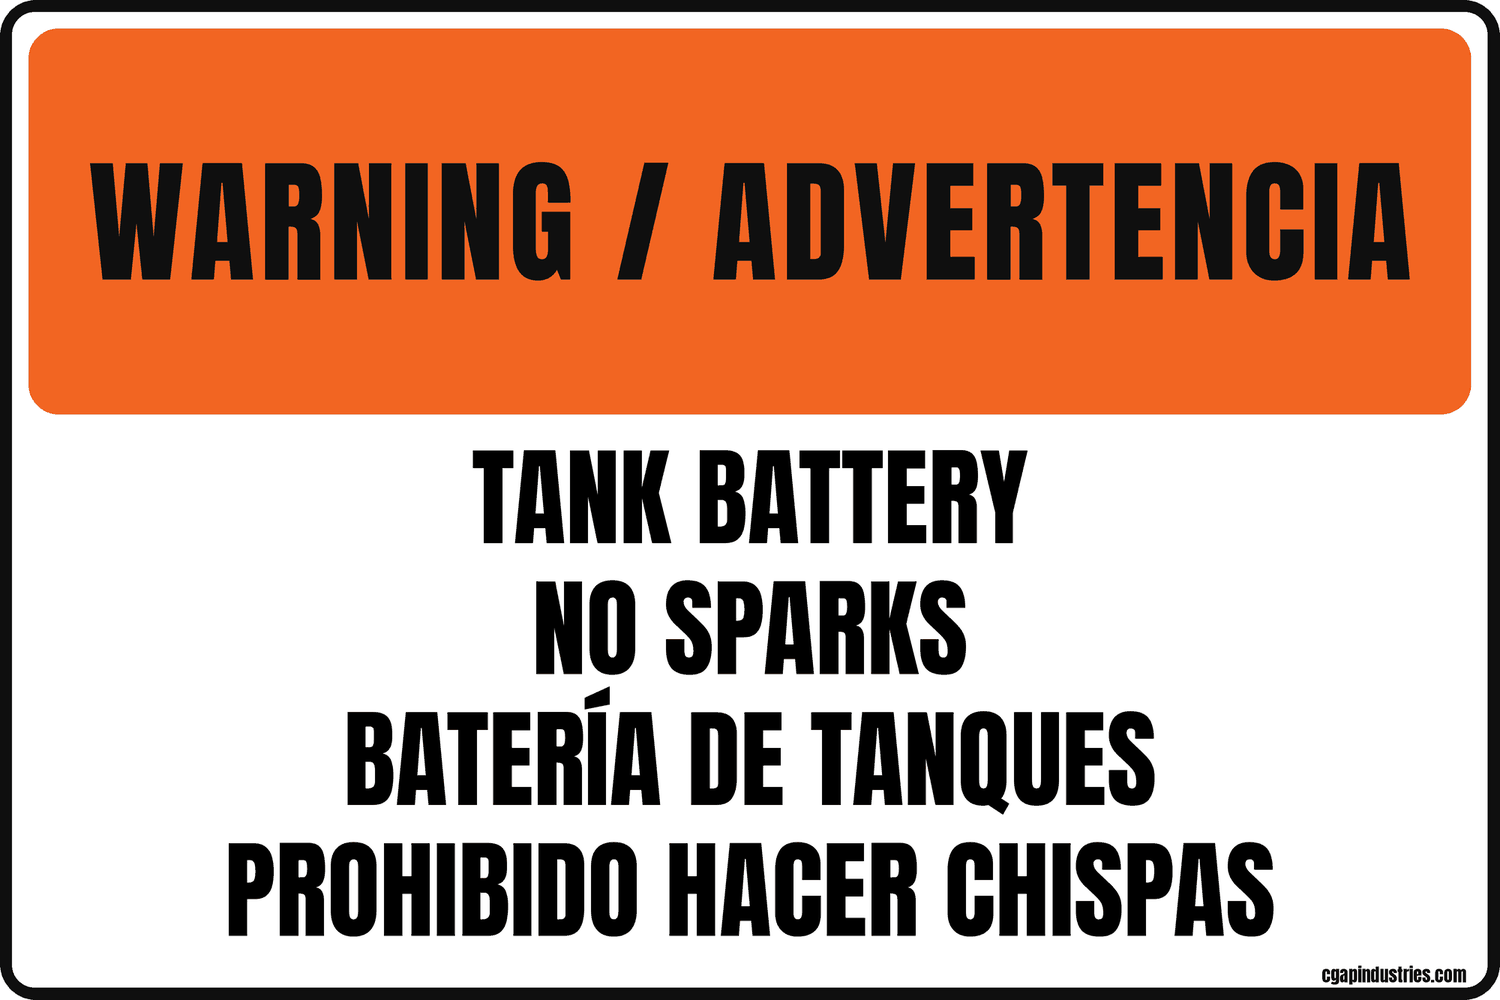 WARNING / ADVERTENCIA
TANK BATTERY
NO SPARKS
BATERÍA DE TANQUES
PROHIBIDO HACER CHISPAS
cgapindustries.com